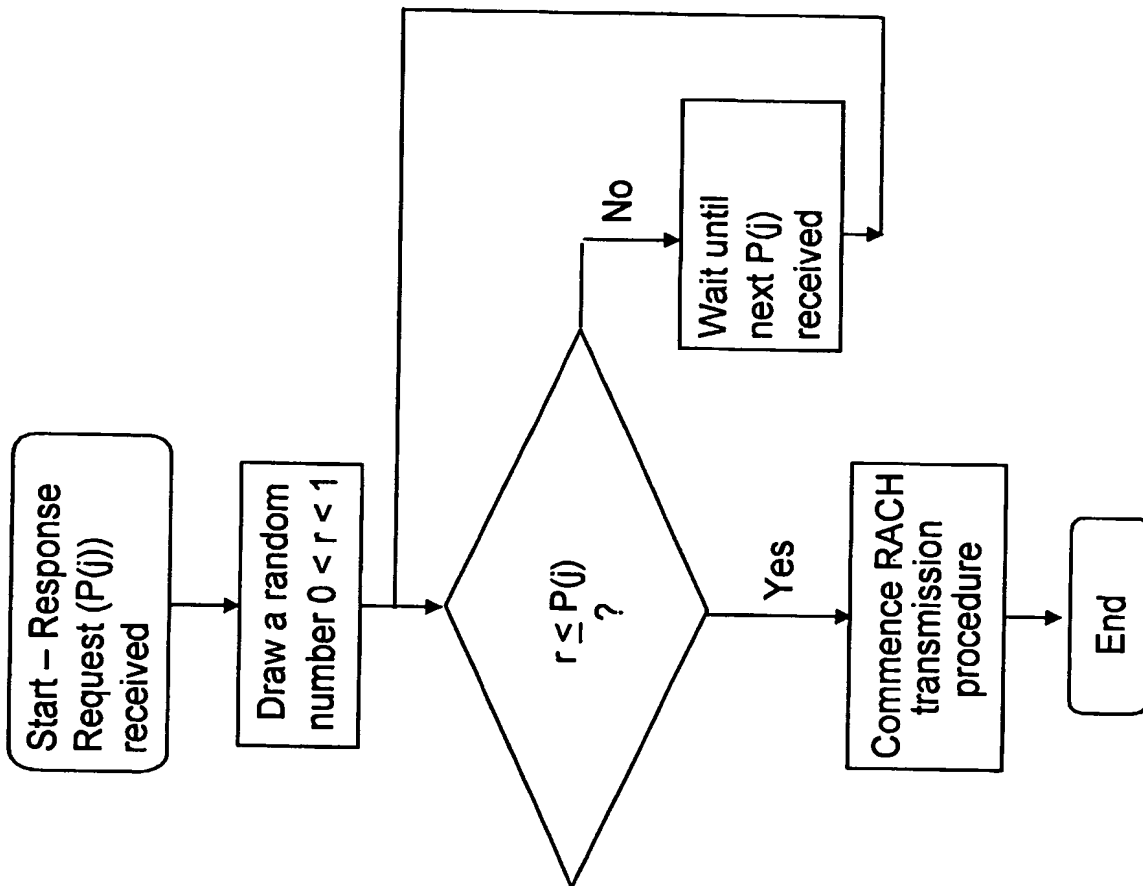 Start – Response
Request (P(j))
received
Draw a random
number 0 < r < 1
r ≤ P(j)
?
No
Wait until
next P(j)
received
Yes
Commence RACH
transmission
procedure
End